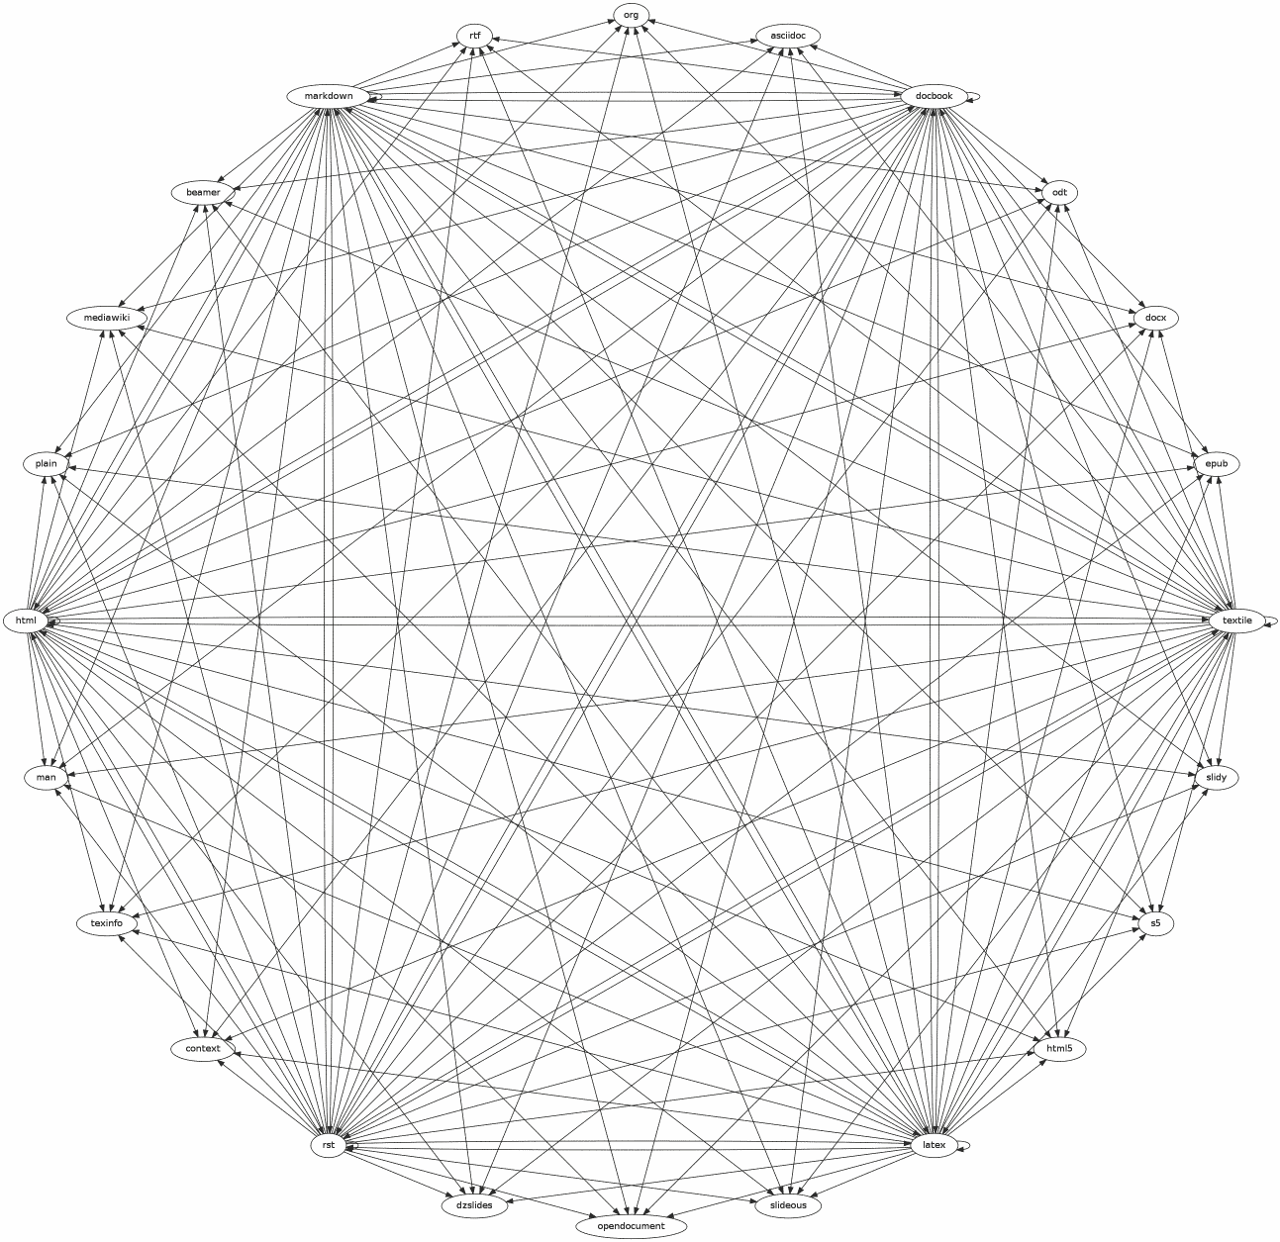 org
rtf
asciidoc
markdown
docbook
beamer
odt
mediawiki
docx
plain
epub
html
textile
man
slidy
texinfo
s5
context
html5
rst
latex
dzslides
slideous
opendocument